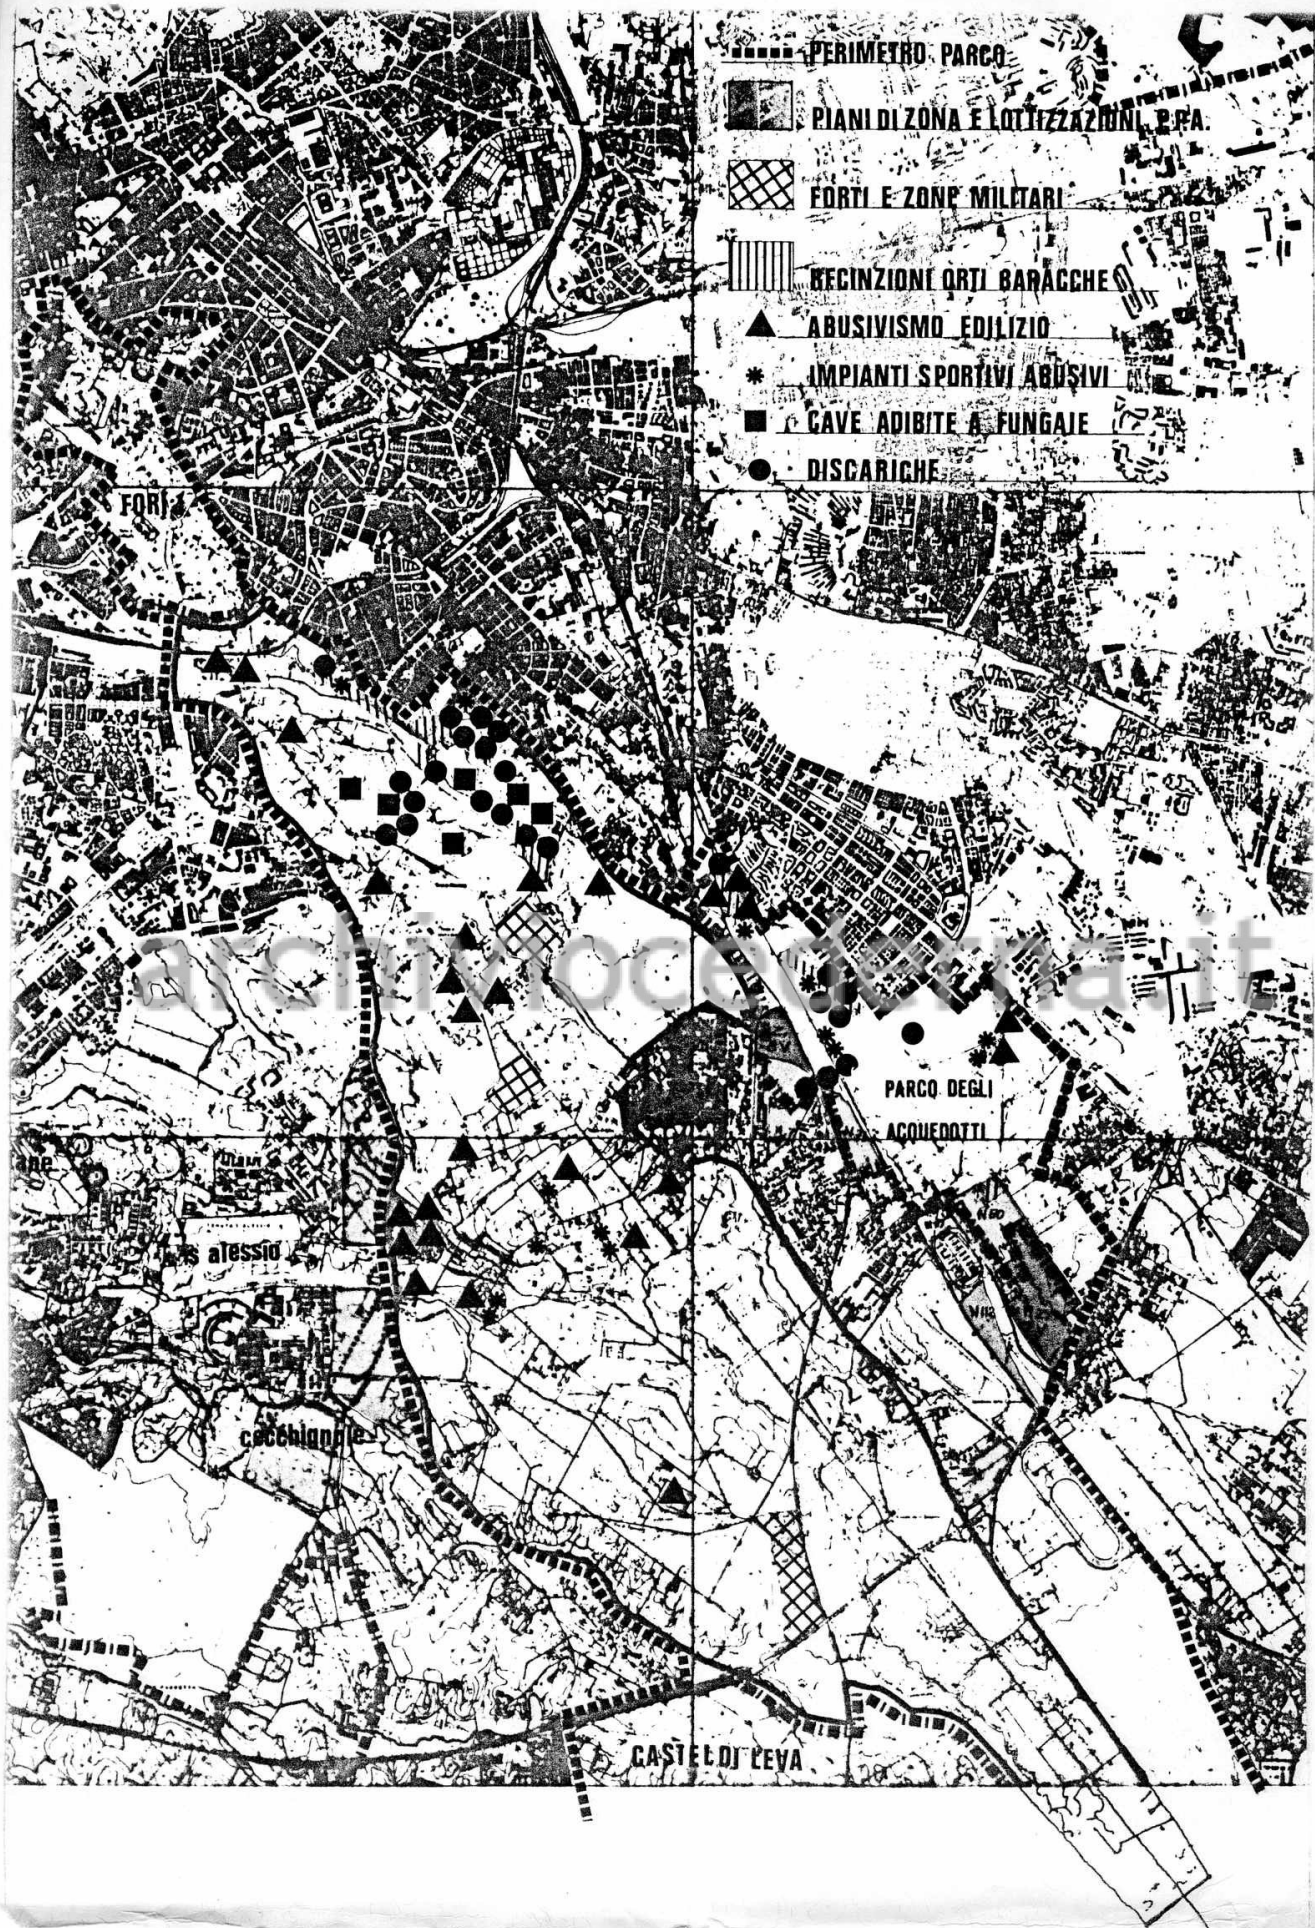 PERIMETRO PARCO
PIANI DI ZONA E LOTTIZZAZIONI P.P.A.
FORTI E ZONE MILITARI
RECINZIONI ORTI BARACCHE
ABUSIVISMO EDILIZIO
IMPIANTI SPORTIVI ABUSIVI
CAVE ADIBITE A FUNGAIE
DISCARICHE
archiviocederna.it
PARCO DEGLI
ACQUEDOTTI
s alessio
N60
cecchignola
CASTEL DI LEVA